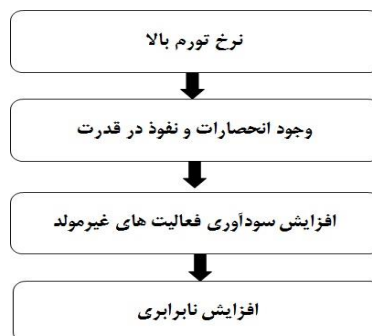 نرخ تورم بالا
وجود انحصارات و نفوذ در قدرت
افزایش سودآوری فعالیت های غیرمولد
افزایش نابرابری